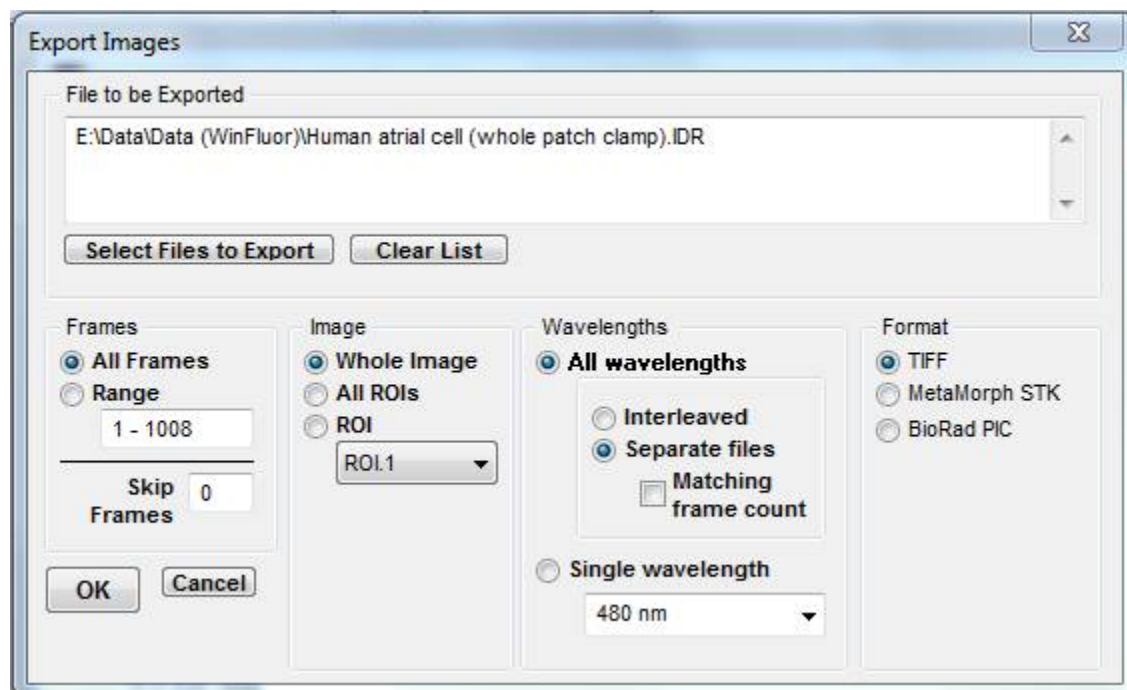 Export Images
File to be Exported
E:\Data\Data (WinFluor)\Human atrial cell (whole patch clamp).IDR
Select Files to Export
Clear List
Frames
All Frames
Range
1 - 1008
Skip
Frames
0
OK
Cancel
Image
Whole Image
All ROIs
ROI
ROI.1
Wavelengths
All wavelengths
Interleaved
Separate files
Matching
frame count
Single wavelength
480 nm
Format
TIFF
MetaMorph STK
BioRad PIC